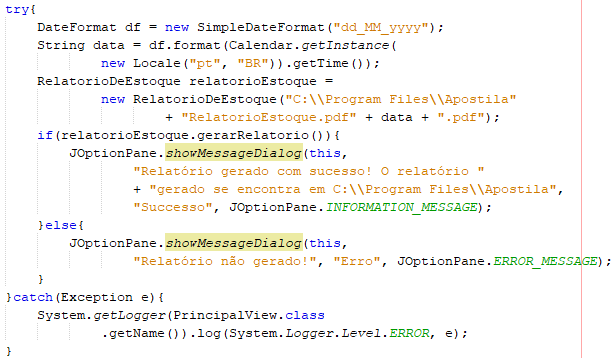 try{
DateFormat df = new SimpleDateFormat("dd_MM_yyyy");
String data = df.format(Calendar.getInstance(
new Locale("pt", "BR")).getTime());
RelatorioDeEstoque relatorioEstoque =
new RelatorioDeEstoque("C:\\Program Files\\Apostila"
+ "RelatorioEstoque.pdf" + data + ".pdf");
if(relatorioEstoque.gerarRelatorio()){
JOptionPane.showMessageDialog(this,
"Relatório gerado com sucesso! O relatório "
+ "gerado se encontra em C:\\Program Files\\Apostila",
"Successo", JOptionPane.INFORMATION_MESSAGE);
}else{
JOptionPane.showMessageDialog(this,
"Relatório não gerado!", "Erro", JOptionPane.ERROR_MESSAGE);
}
}catch(Exception e){
System.getLogger(PrincipalView.class
.getName()).log(System.Logger.Level.ERROR, e);
}